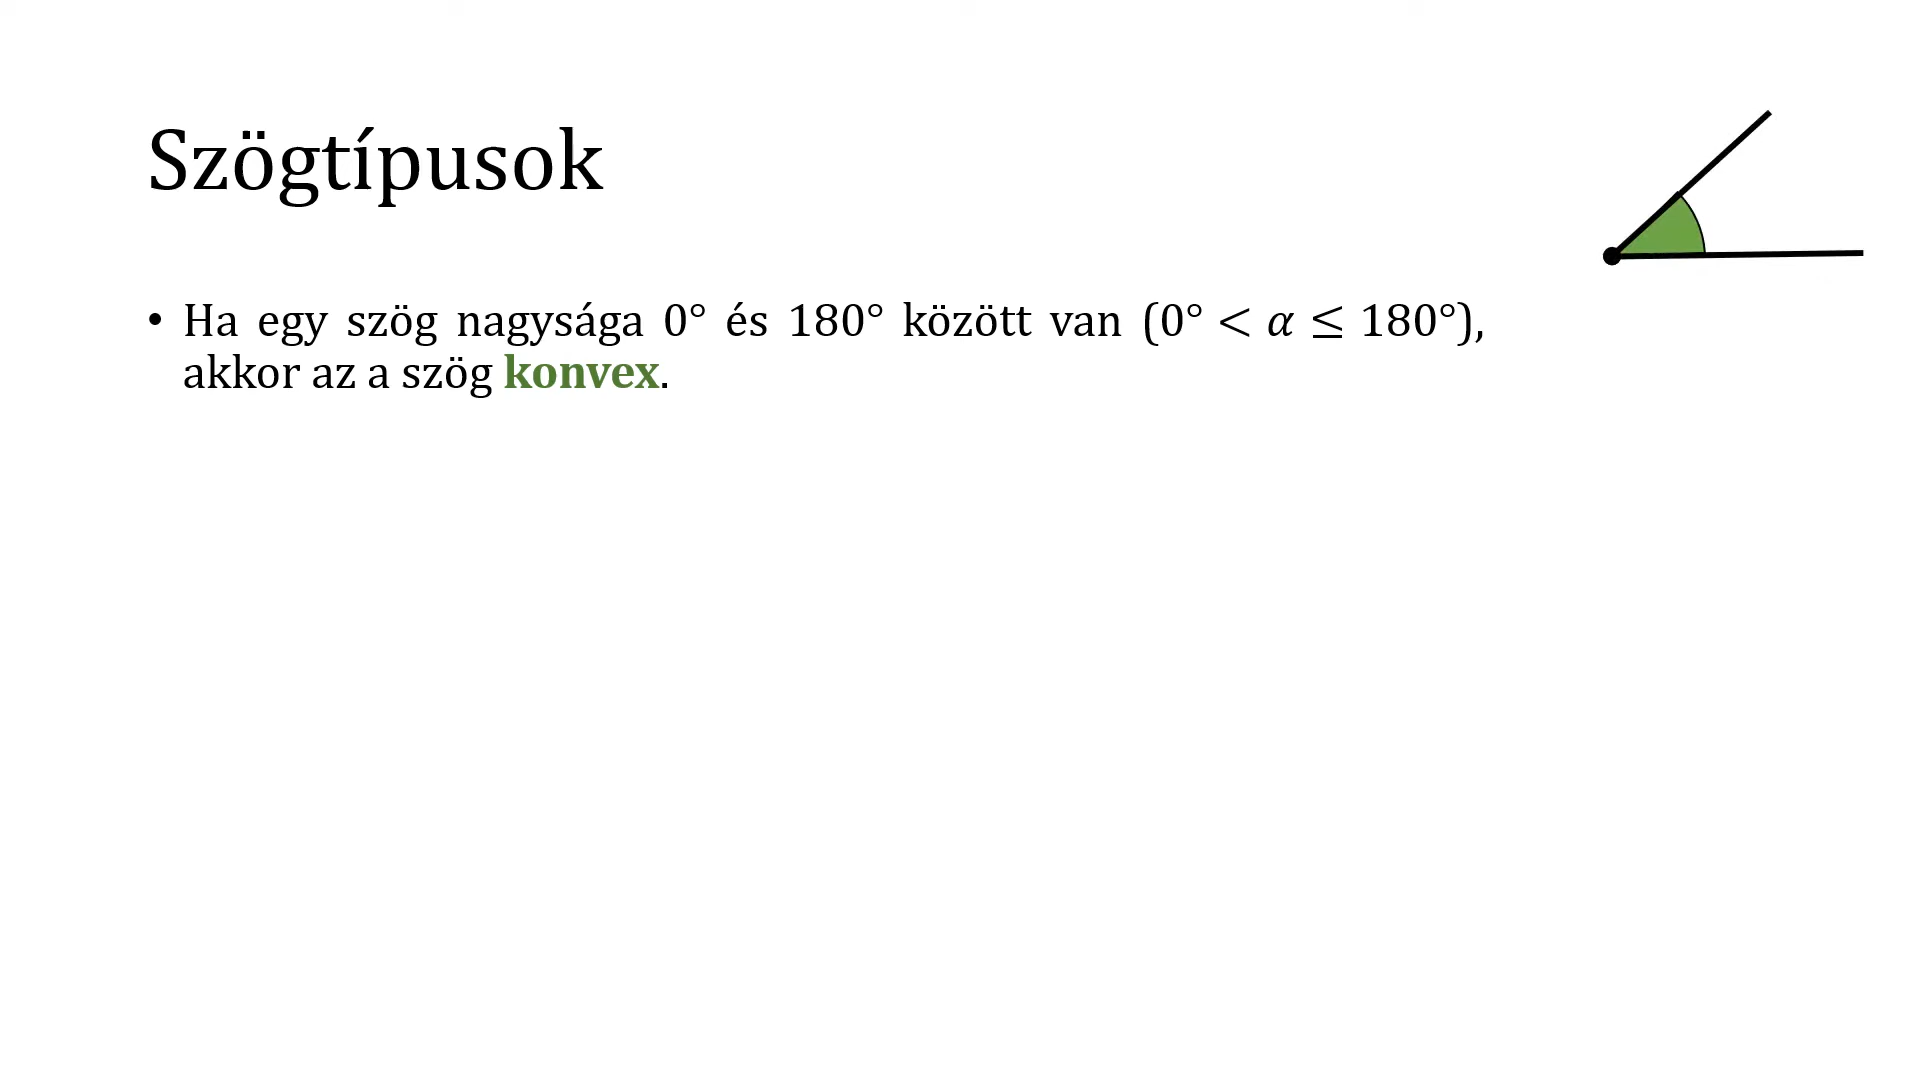 Szögtípusok
• Ha egy szög nagysága 0° és 180° között van (0° < α ≤ 180°),
akkor az a szög konvex.